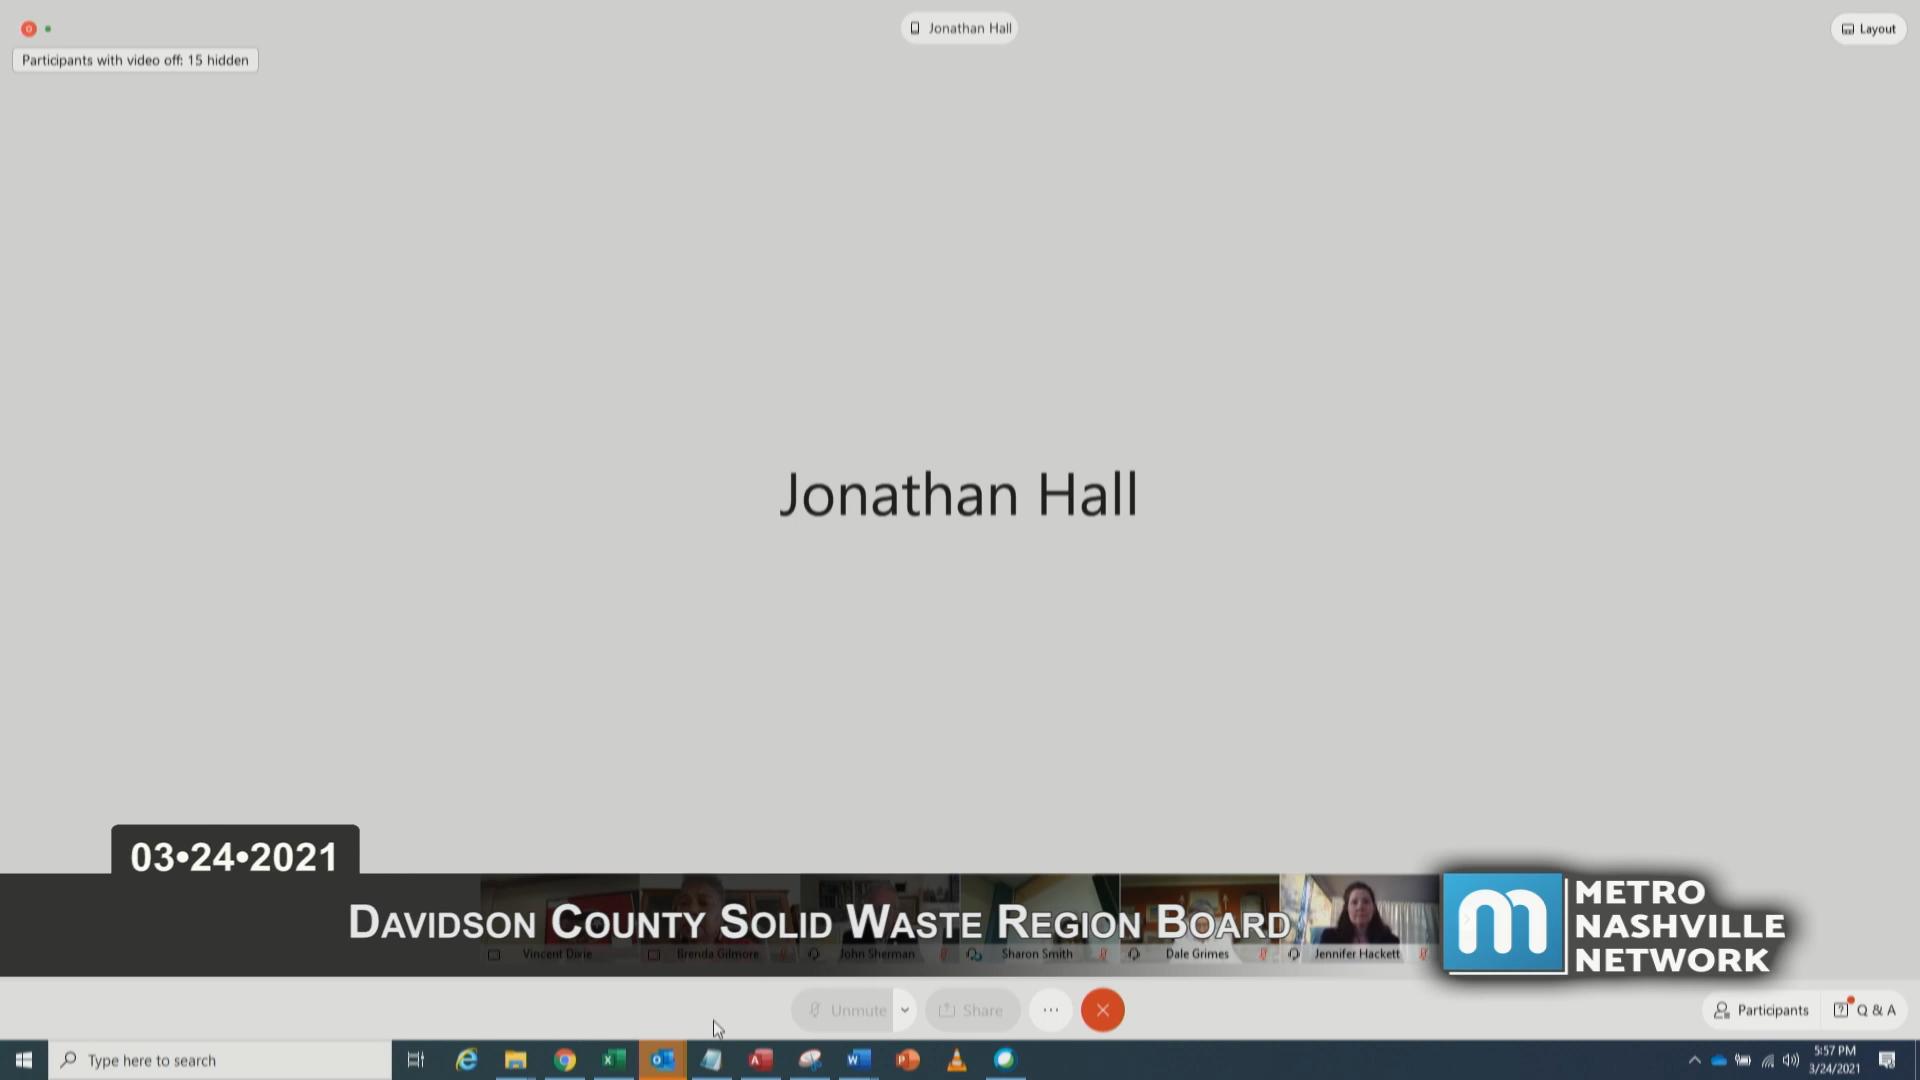 Jonathan Hall
Layout
Participants with video off: 15 hidden
Jonathan Hall
03•24•2021
DAVIDSON COUNTY SOLID WASTE REGION BOARD
Vincent Dixie
Brenda Gilmore
John Sherman
Sharon Smith
Dale Grimes
Jennifer Hackett
m
METRO
NASHVILLE
NETWORK
Unmute
Share
Participants
Q & A
Type here to search
5:57 PM
3/24/2021